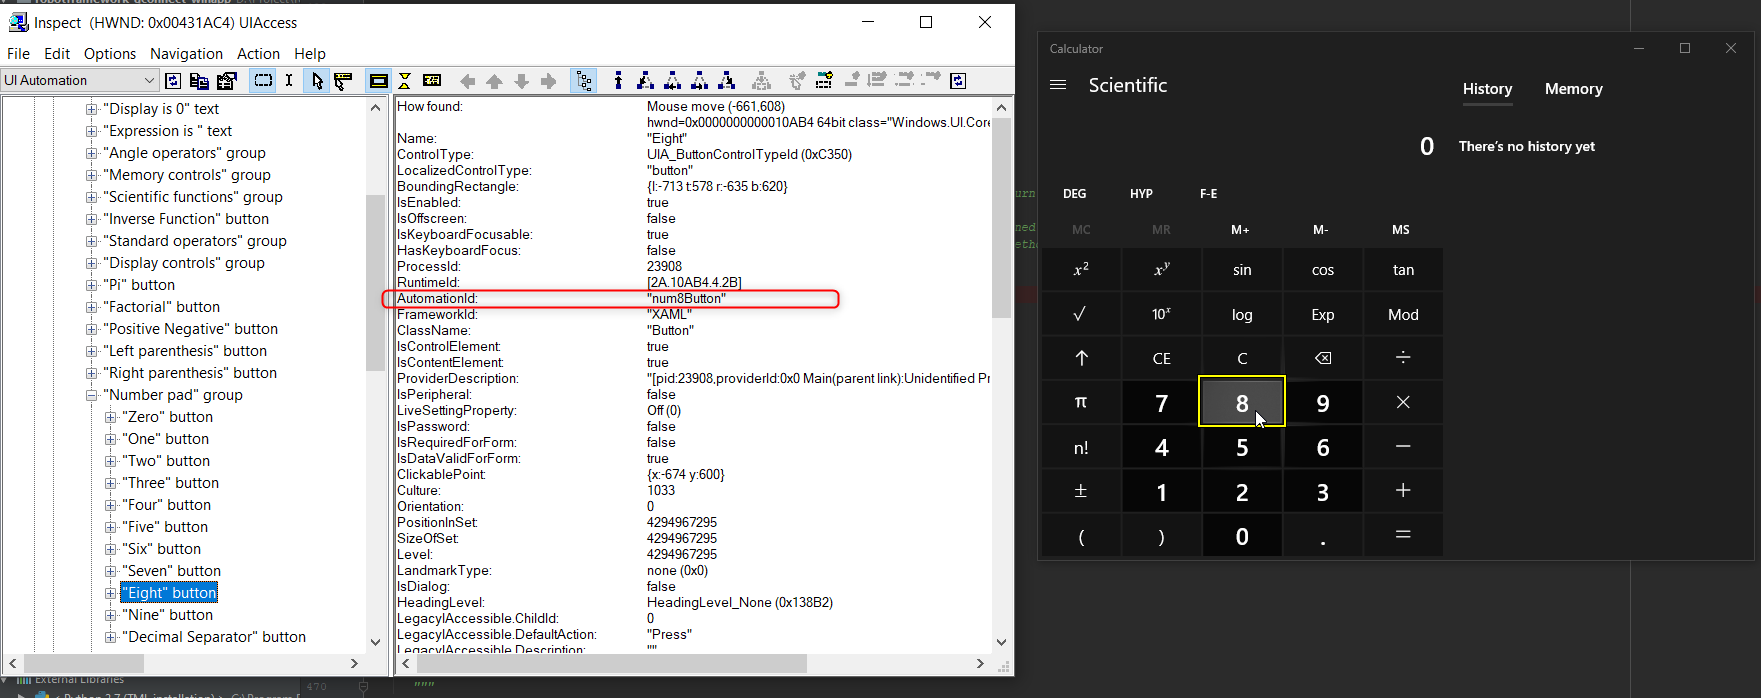 Inspect (HWND: 0x00431AC4) UIAccess
File Edit Options Navigation Action Help
UI Automation
"Display is 0" text
"Expression is " text
"Angle operators" group
"Memory controls" group
"Scientific functions" group
"Inverse Function" button
"Standard operators" group
"Display controls" group
"Pi" button
"Factorial" button
"Positive Negative" button
"Left parenthesis" button
"Right parenthesis" button
"Number pad" group
"Zero" button
"One" button
"Two" button
"Three" button
"Four" button
"Five" button
"Six" button
"Seven" button
"Eight" button
"Nine" button
"Decimal Separator" button
How found: Mouse move (-661,608)
hwnd=0x0000000000010AB4 64bit class="Windows.UI.Core
Name: "Eight"
ControlType: UIA_ButtonControlTypeId (0xC350)
LocalizedControlType: "button"
BoundingRectangle: {l:-713 t:578 r:-635 b:620}
IsEnabled: true
IsOffscreen: false
IsKeyboardFocusable: true
HasKeyboardFocus: false
ProcessId: 23908
RuntimeId: [2A.10AB4.4.2B]
AutomationId: "num8Button"
FrameworkId: "XAML"
ClassName: "Button"
IsControlElement: true
IsContentElement: true
ProviderDescription: "[pid:23908,providerId:0x0 Main(parent link):Unidentified Pr
IsPeripheral: false
LiveSettingProperty: Off (0)
IsPassword: false
IsRequiredForForm: false
IsDataValidForForm: true
ClickablePoint: {x:-674 y:600}
Culture: 1033
Orientation: 0
PositionInSet: 4294967295
SizeOfSet: 4294967295
Level: 4294967295
LandmarkType: none (0x0)
IsDialog: false
HeadingLevel: HeadingLevel_None (0x138B2)
LegacyIAccessible.ChildId: 0
LegacyIAccessible.DefaultAction: "Press"
LegacyIAccessible.Description: ""
External Libraries
470 """
Calculator
Scientific
History Memory
0
There's no history yet
DEG HYP F-E
MC MR M+ M- MS
x² xʸ sin cos tan
√ 10ˣ log Exp Mod
↑ CE C ⌫ ÷
π 7 8 9 ×
n! 4 5 6 −
± 1 2 3 +
( ) 0 . =